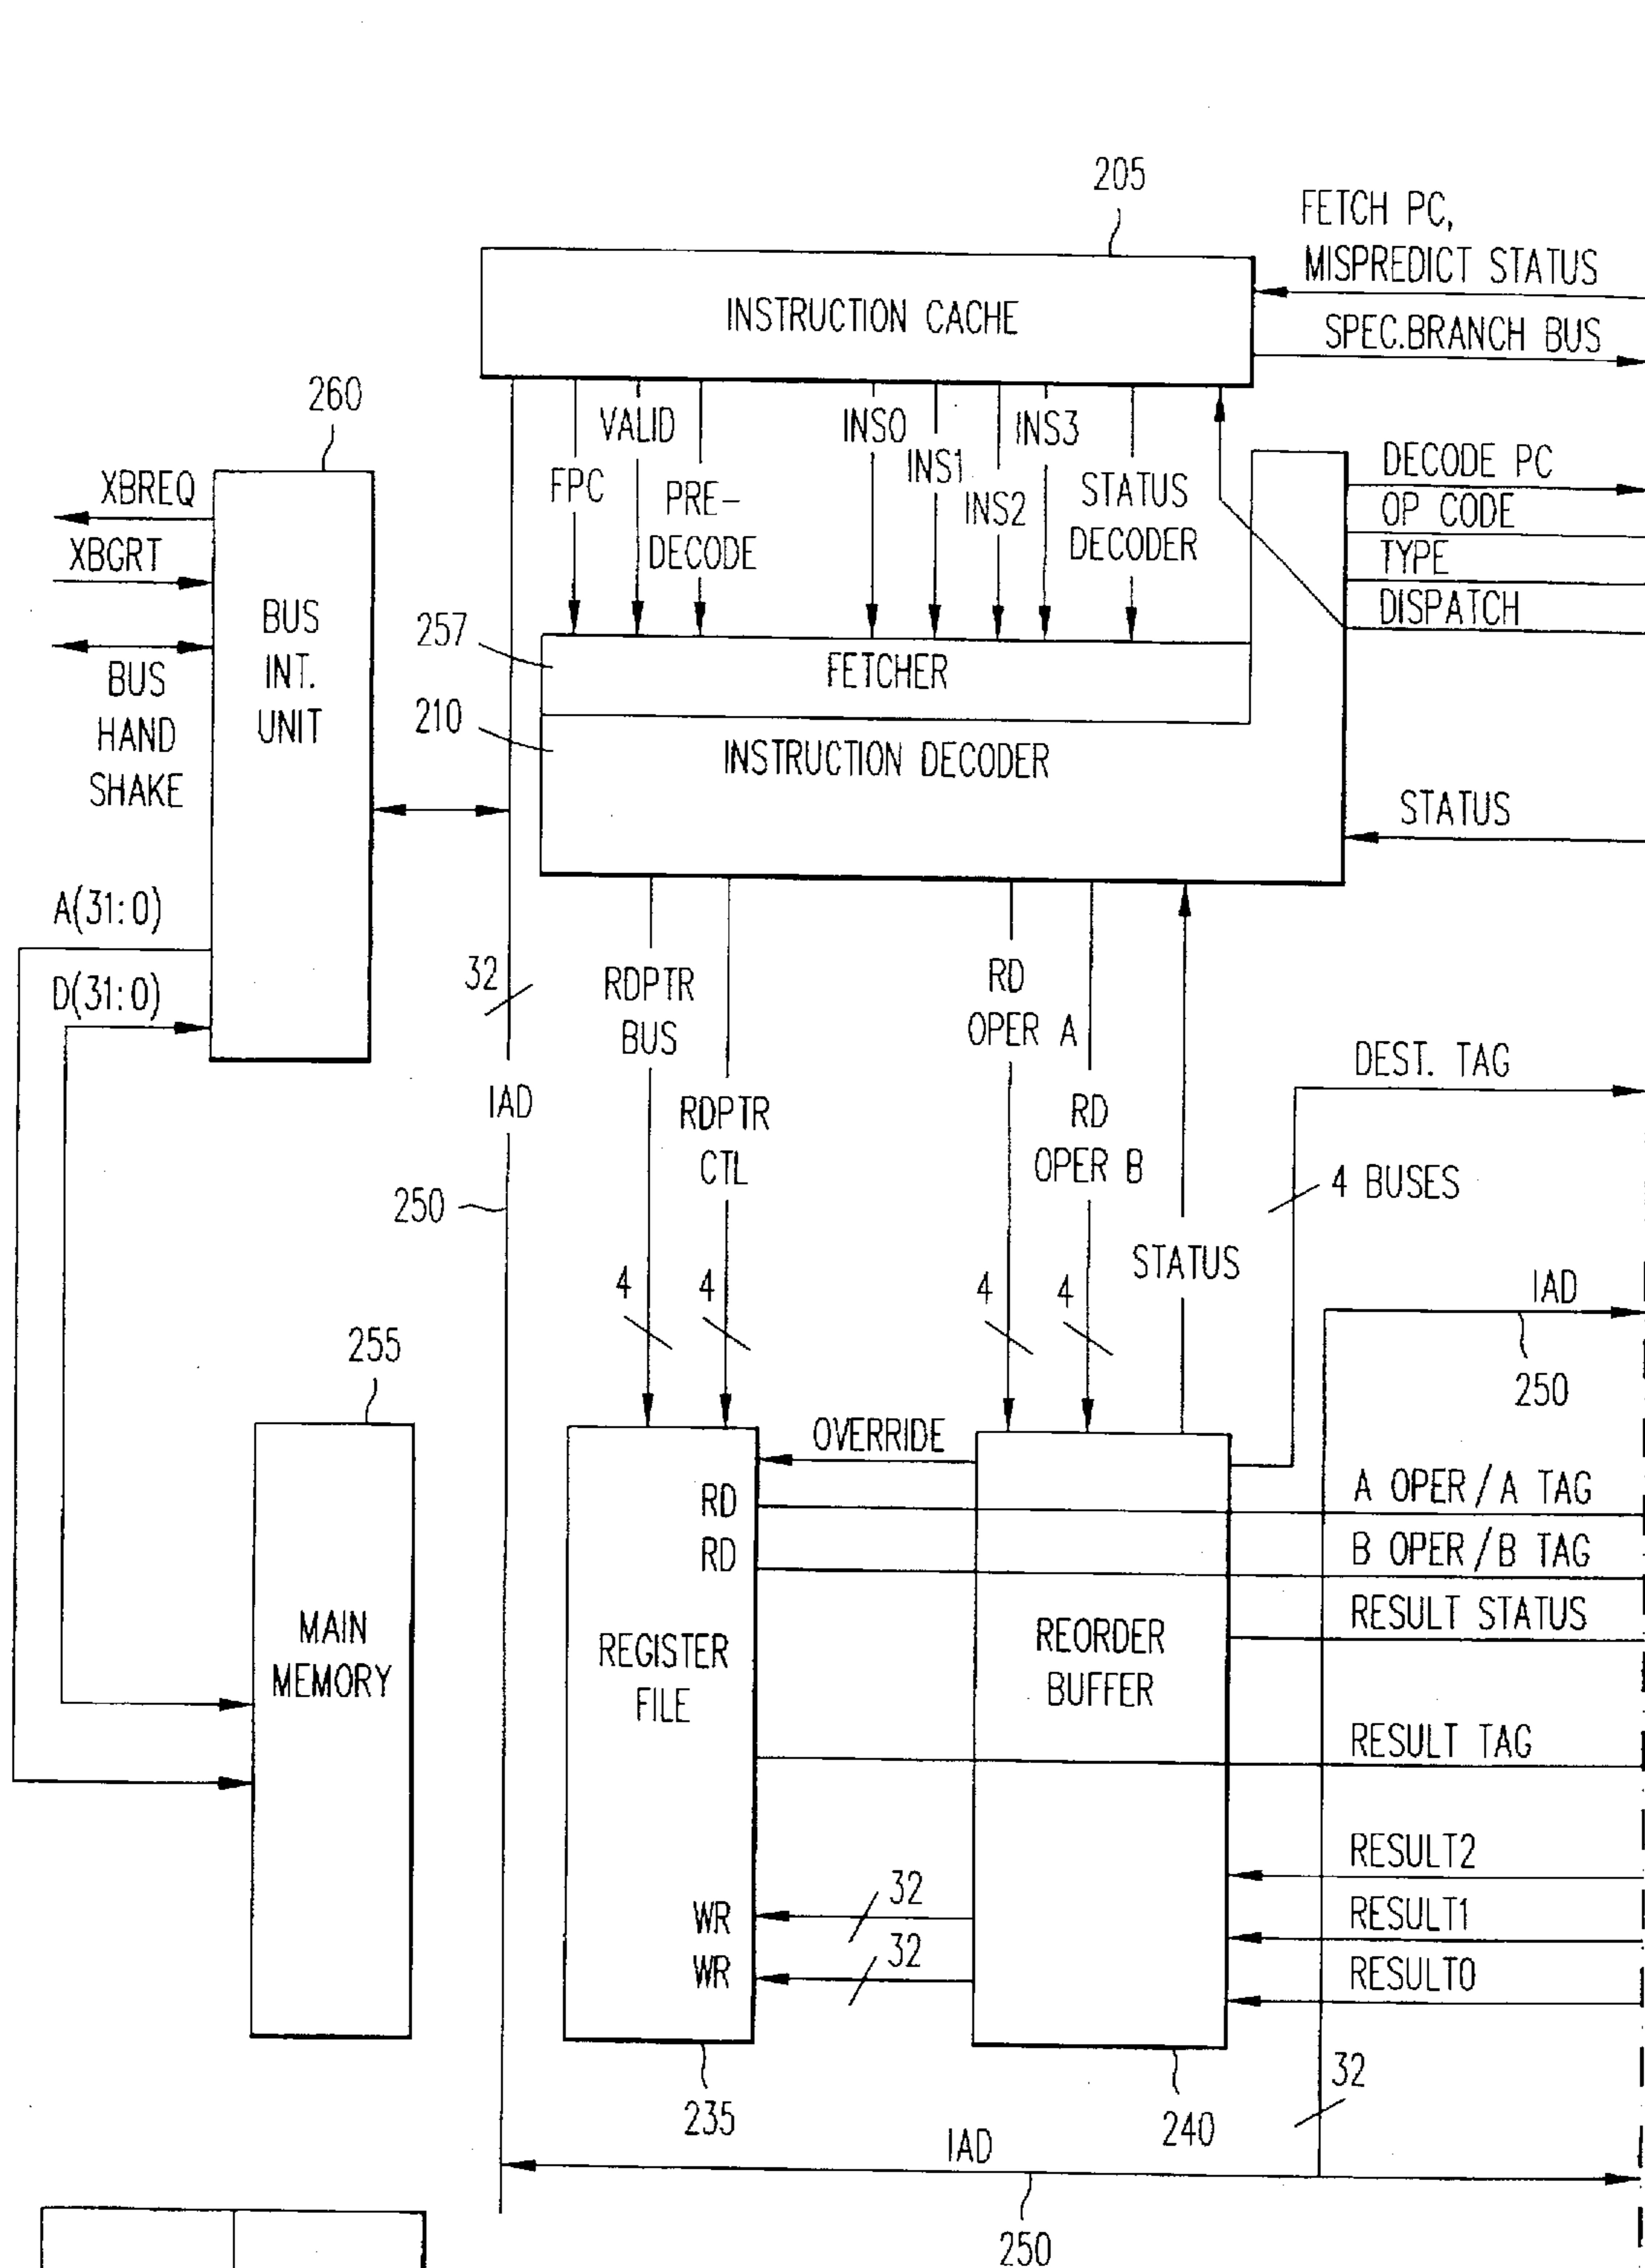 205
FETCH PC,
MISPREDICT STATUS
INSTRUCTION CACHE
SPEC.BRANCH BUS
260
VALID
INS0
INS3
INS1
FPC
PRE-
DECODE
INS2
STATUS
DECODER
XBREQ
XBGRT
DECODE PC
OP CODE
TYPE
DISPATCH
BUS
INT.
UNIT
257
FETCHER
BUS
HAND
SHAKE
210
INSTRUCTION DECODER
STATUS
A(31:0)
D(31:0)
32
RDPTR
BUS
RD
OPER A
DEST. TAG
IAD
RDPTR
CTL
RD
OPER B
4 BUSES
250
STATUS
4
4
4
4
IAD
250
255
OVERRIDE
RD
RD
A OPER/A TAG
B OPER/B TAG
RESULT STATUS
MAIN
MEMORY
REGISTER
FILE
REORDER
BUFFER
RESULT TAG
RESULT2
WR
32
RESULT1
WR
32
RESULT0
235
240
32
IAD
250